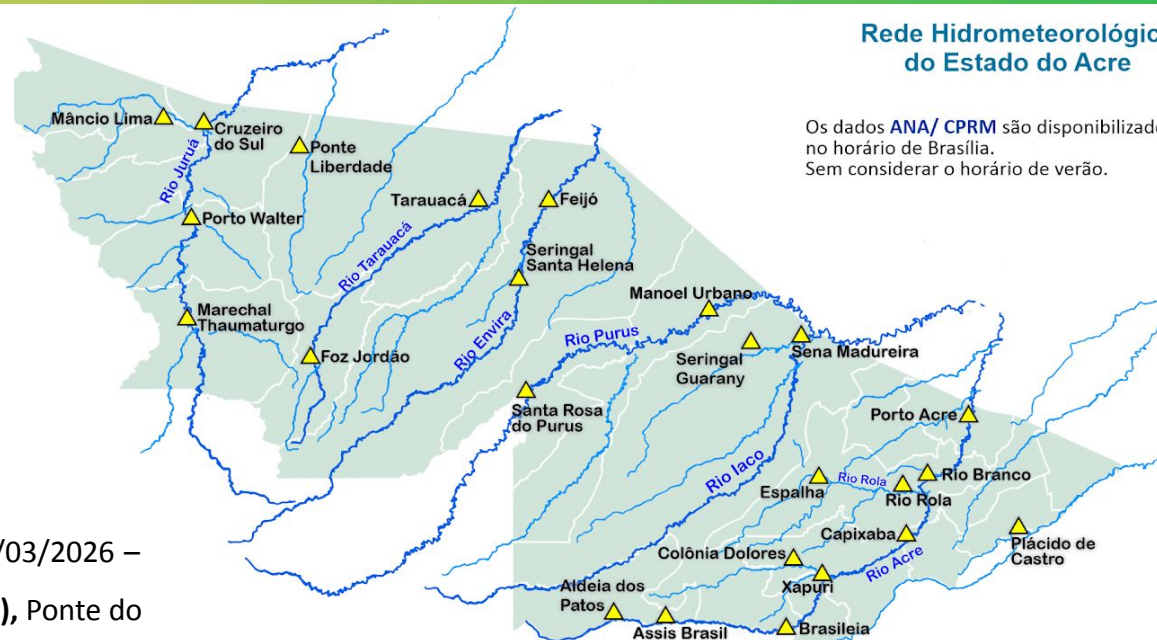 Rede Hidrometeorológic
do Estado do Acre
Os dados ANA/ CPRM são disponibilizado
no horário de Brasília.
Sem considerar o horário de verão.
Mâncio Lima
Cruzeiro
do Sul
Ponte
Liberdade
Rio Juruá
Porto Walter
Tarauacá
Feijó
Rio Tarauacá
Seringal
Santa Helena
Marechal
Thaumaturgo
Foz Jordão
Rio Envira
Manoel Urbano
Rio Purus
Seringal
Guarany
Sena Madureira
Santa Rosa
do Purus
Porto Acre
Rio Iaco
Espalha
Rio Rola
Rio Rola
Rio Branco
Capixaba
Plácido de
Castro
Colônia Dolores
Rio Acre
Xapuri
Aldeia dos
Patos
Assis Brasil
Brasileia
/03/2026 –
), Ponte do